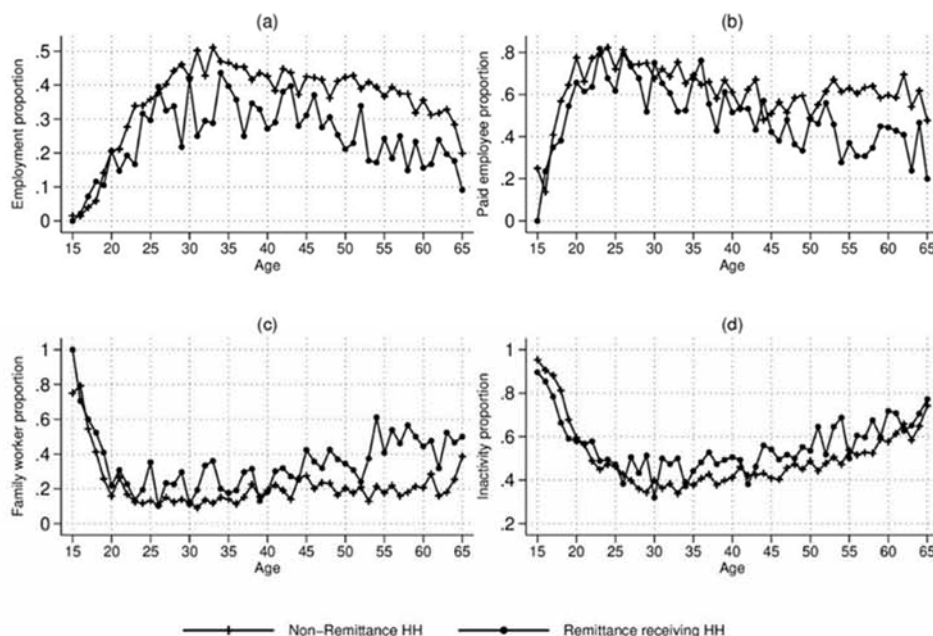 (a)
Employment proportion
.5
.4
.3
.2
.1
0
15 20 25 30 35 40 45 50 55 60 65
Age
(b)
Paid employee proportion
.8
.6
.4
.2
0
15 20 25 30 35 40 45 50 55 60 65
Age
(c)
Family worker proportion
1
.8
.6
.4
.2
0
15 20 25 30 35 40 45 50 55 60 65
Age
(d)
Inactivity proportion
1
.8
.6
.4
.2
15 20 25 30 35 40 45 50 55 60 65
Age
Non-Remittance HH Remittance receiving HH